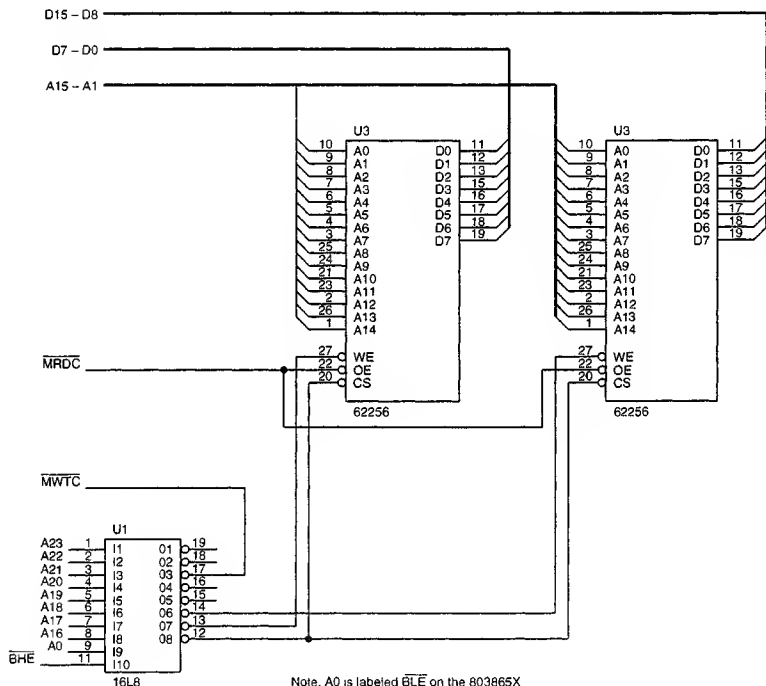 D15 – D8
D7 – D0
A15 – A1
U3
10 A0 D0 11
9 A1 D1 12
8 A2 D2 13
7 A3 D3 15
6 A4 D4 16
5 A5 D5 17
4 A6 D6 18
3 A7 D7 19
25 A8
24 A9
21 A10
23 A11
2 A12
26 A13
1 A14
27 WE
22 OE
20 CS
62256
U3
10 A0 D0 11
9 A1 D1 12
8 A2 D2 13
7 A3 D3 15
6 A4 D4 16
5 A5 D5 17
4 A6 D6 18
3 A7 D7 19
25 A8
24 A9
21 A10
23 A11
2 A12
26 A13
1 A14
27 WE
22 OE
20 CS
62256
MRDC
MWTC
U1
A23 1 I1 01 19
A22 2 I2 02 18
A21 3 I3 03 17
A20 4 I4 04 16
A19 5 I5 05 15
A18 6 I6 06 14
A17 7 I7 07 13
A16 8 I8 08 12
A0 9 I9
BHE 11 I10
16L8
Note. A0 is labeled BLE on the 803865X